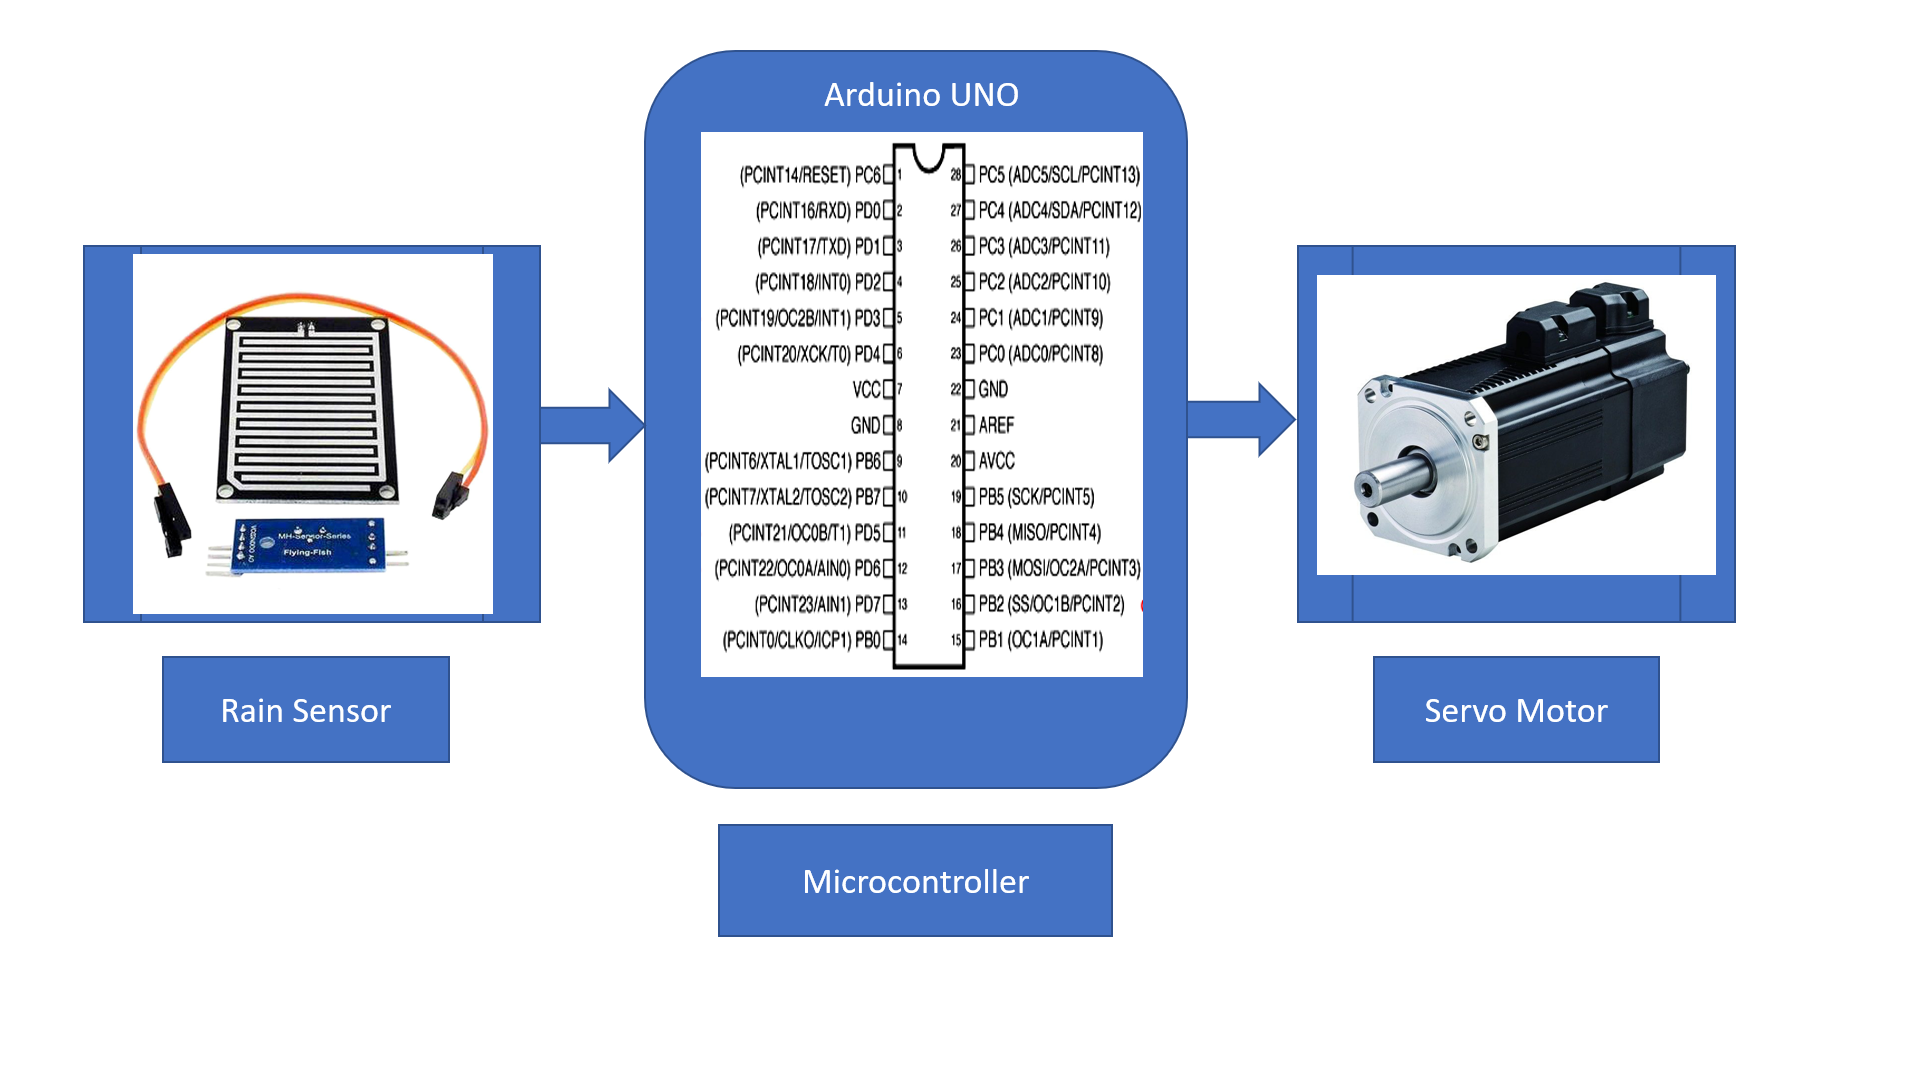 Arduino UNO
(PCINT14/RESET) PC6 1 28 PC5 (ADC5/SCL/PCINT13)
(PCINT16/RXD) PD0 2 27 PC4 (ADC4/SDA/PCINT12)
(PCINT17/TXD) PD1 3 26 PC3 (ADC3/PCINT11)
(PCINT18/INT0) PD2 4 25 PC2 (ADC2/PCINT10)
(PCINT19/OC2B/INT1) PD3 5 24 PC1 (ADC1/PCINT9)
(PCINT20/XCK/T0) PD4 6 23 PC0 (ADC0/PCINT8)
VCC 7 22 GND
GND 8 21 AREF
(PCINT6/XTAL1/TOSC1) PB6 9 20 AVCC
(PCINT7/XTAL2/TOSC2) PB7 10 19 PB5 (SCK/PCINT5)
(PCINT21/OC0B/T1) PD5 11 18 PB4 (MISO/PCINT4)
(PCINT22/OC0A/AIN0) PD6 12 17 PB3 (MOSI/OC2A/PCINT3)
(PCINT23/AIN1) PD7 13 16 PB2 (SS/OC1B/PCINT2)
(PCINT0/CLKO/ICP1) PB0 14 15 PB1 (OC1A/PCINT1)
MH-Sensor-Series
Flying-Fish
Rain Sensor
Servo Motor
Microcontroller